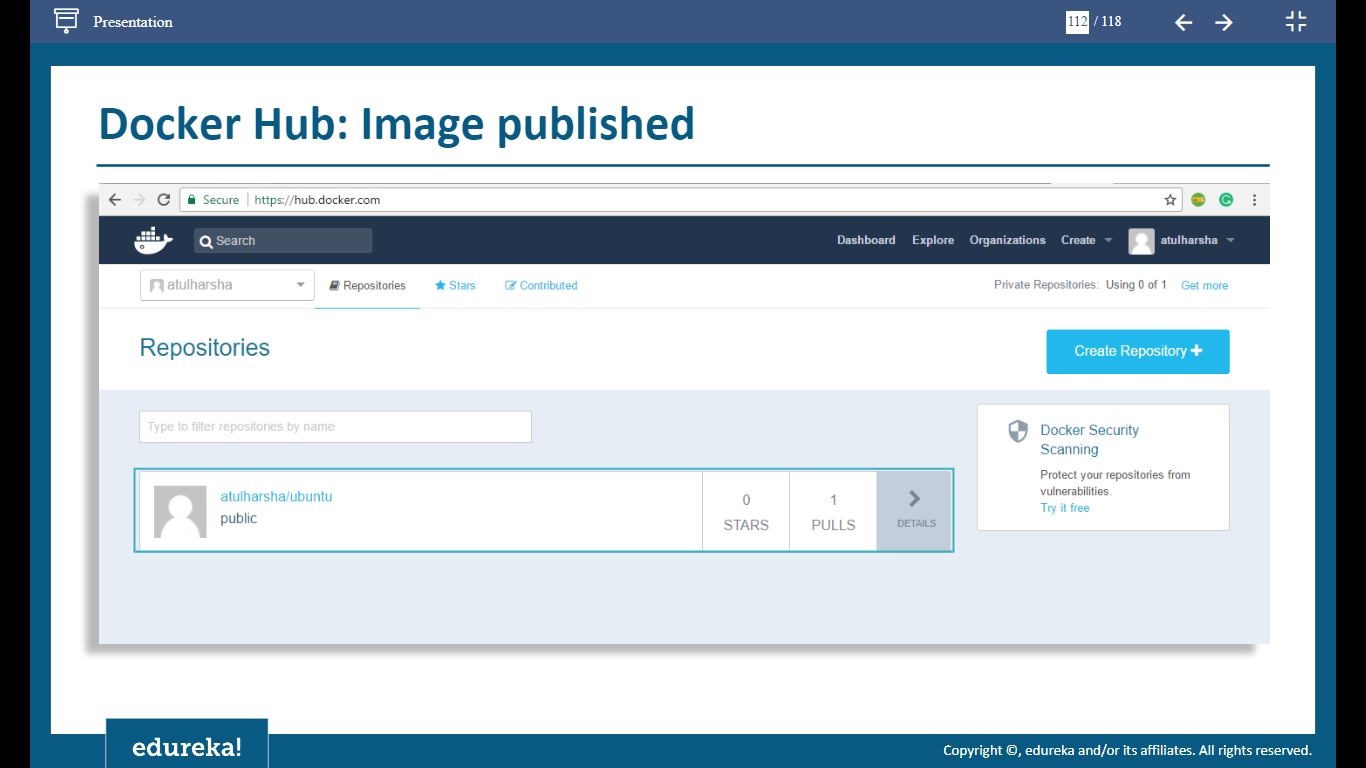 Presentation
112 / 118
Docker Hub: Image published
Secure https://hub.docker.com
Search
Dashboard Explore Organizations Create atulharsha
atulharsha Repositories Stars Contributed Private Repositories: Using 0 of 1 Get more
Repositories
Create Repository +
Type to filter repositories by name
atulharsha/ubuntu
public
0
STARS
1
PULLS
DETAILS
Docker Security
Scanning
Protect your repositories from
vulnerabilities.
Try it free
edureka!
Copyright ©, edureka and/or its affiliates. All rights reserved.